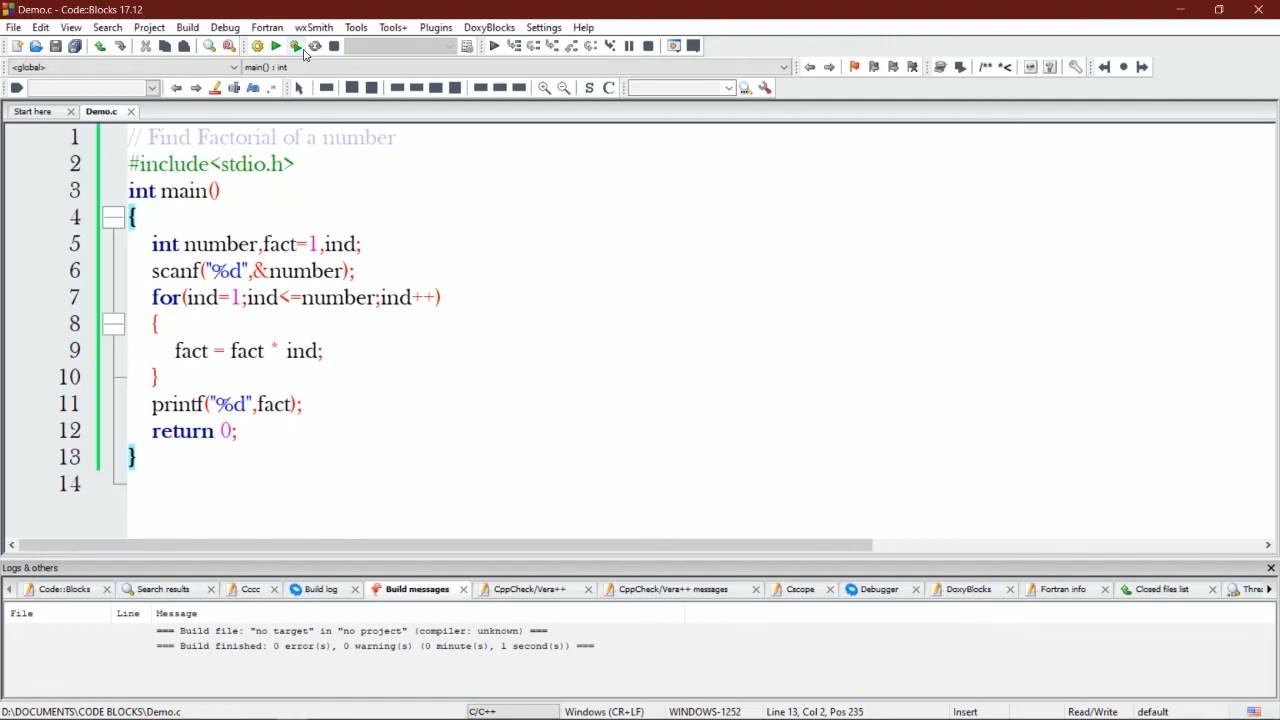 Demo.c - Code::Blocks 17.12
File Edit View Search Project Build Debug Fortran wxSmith Tools Tools+ Plugins DoxyBlocks Settings Help
<global> main() : int
Start here Demo.c
1 // Find Factorial of a number
2 #include<stdio.h>
3 int main()
4 {
5 int number,fact=1,ind;
6 scanf("%d",&number);
7 for(ind=1;ind<=number;ind++)
8 {
9 fact = fact * ind;
10 }
11 printf("%d",fact);
12 return 0;
13 }
14
Logs & others
Code::Blocks Search results Cccc Build log Build messages CppCheck/Vera++ CppCheck/Vera++ messages Cscope Debugger DoxyBlocks Fortran info Closed files list Threa
File Line Message
=== Build file: "no target" in "no project" (compiler: unknown) ===
=== Build finished: 0 error(s), 0 warning(s) (0 minute(s), 1 second(s)) ===
D:\DOCUMENTS\CODE BLOCKS\Demo.c C/C++ Windows (CR+LF) WINDOWS-1252 Line 13, Col 2, Pos 235 Insert Read/Write default